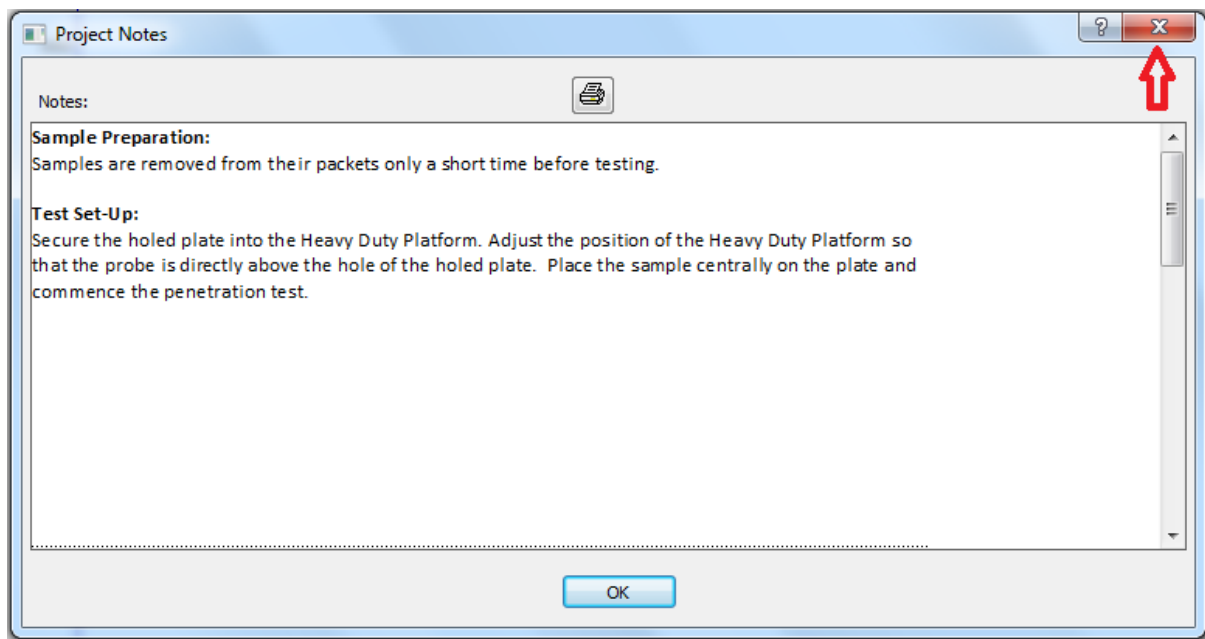 Project Notes
Notes:
Sample Preparation:
Samples are removed from their packets only a short time before testing.
Test Set-Up:
Secure the holed plate into the Heavy Duty Platform. Adjust the position of the Heavy Duty Platform so
that the probe is directly above the hole of the holed plate.  Place the sample centrally on the plate and
commence the penetration test.
OK